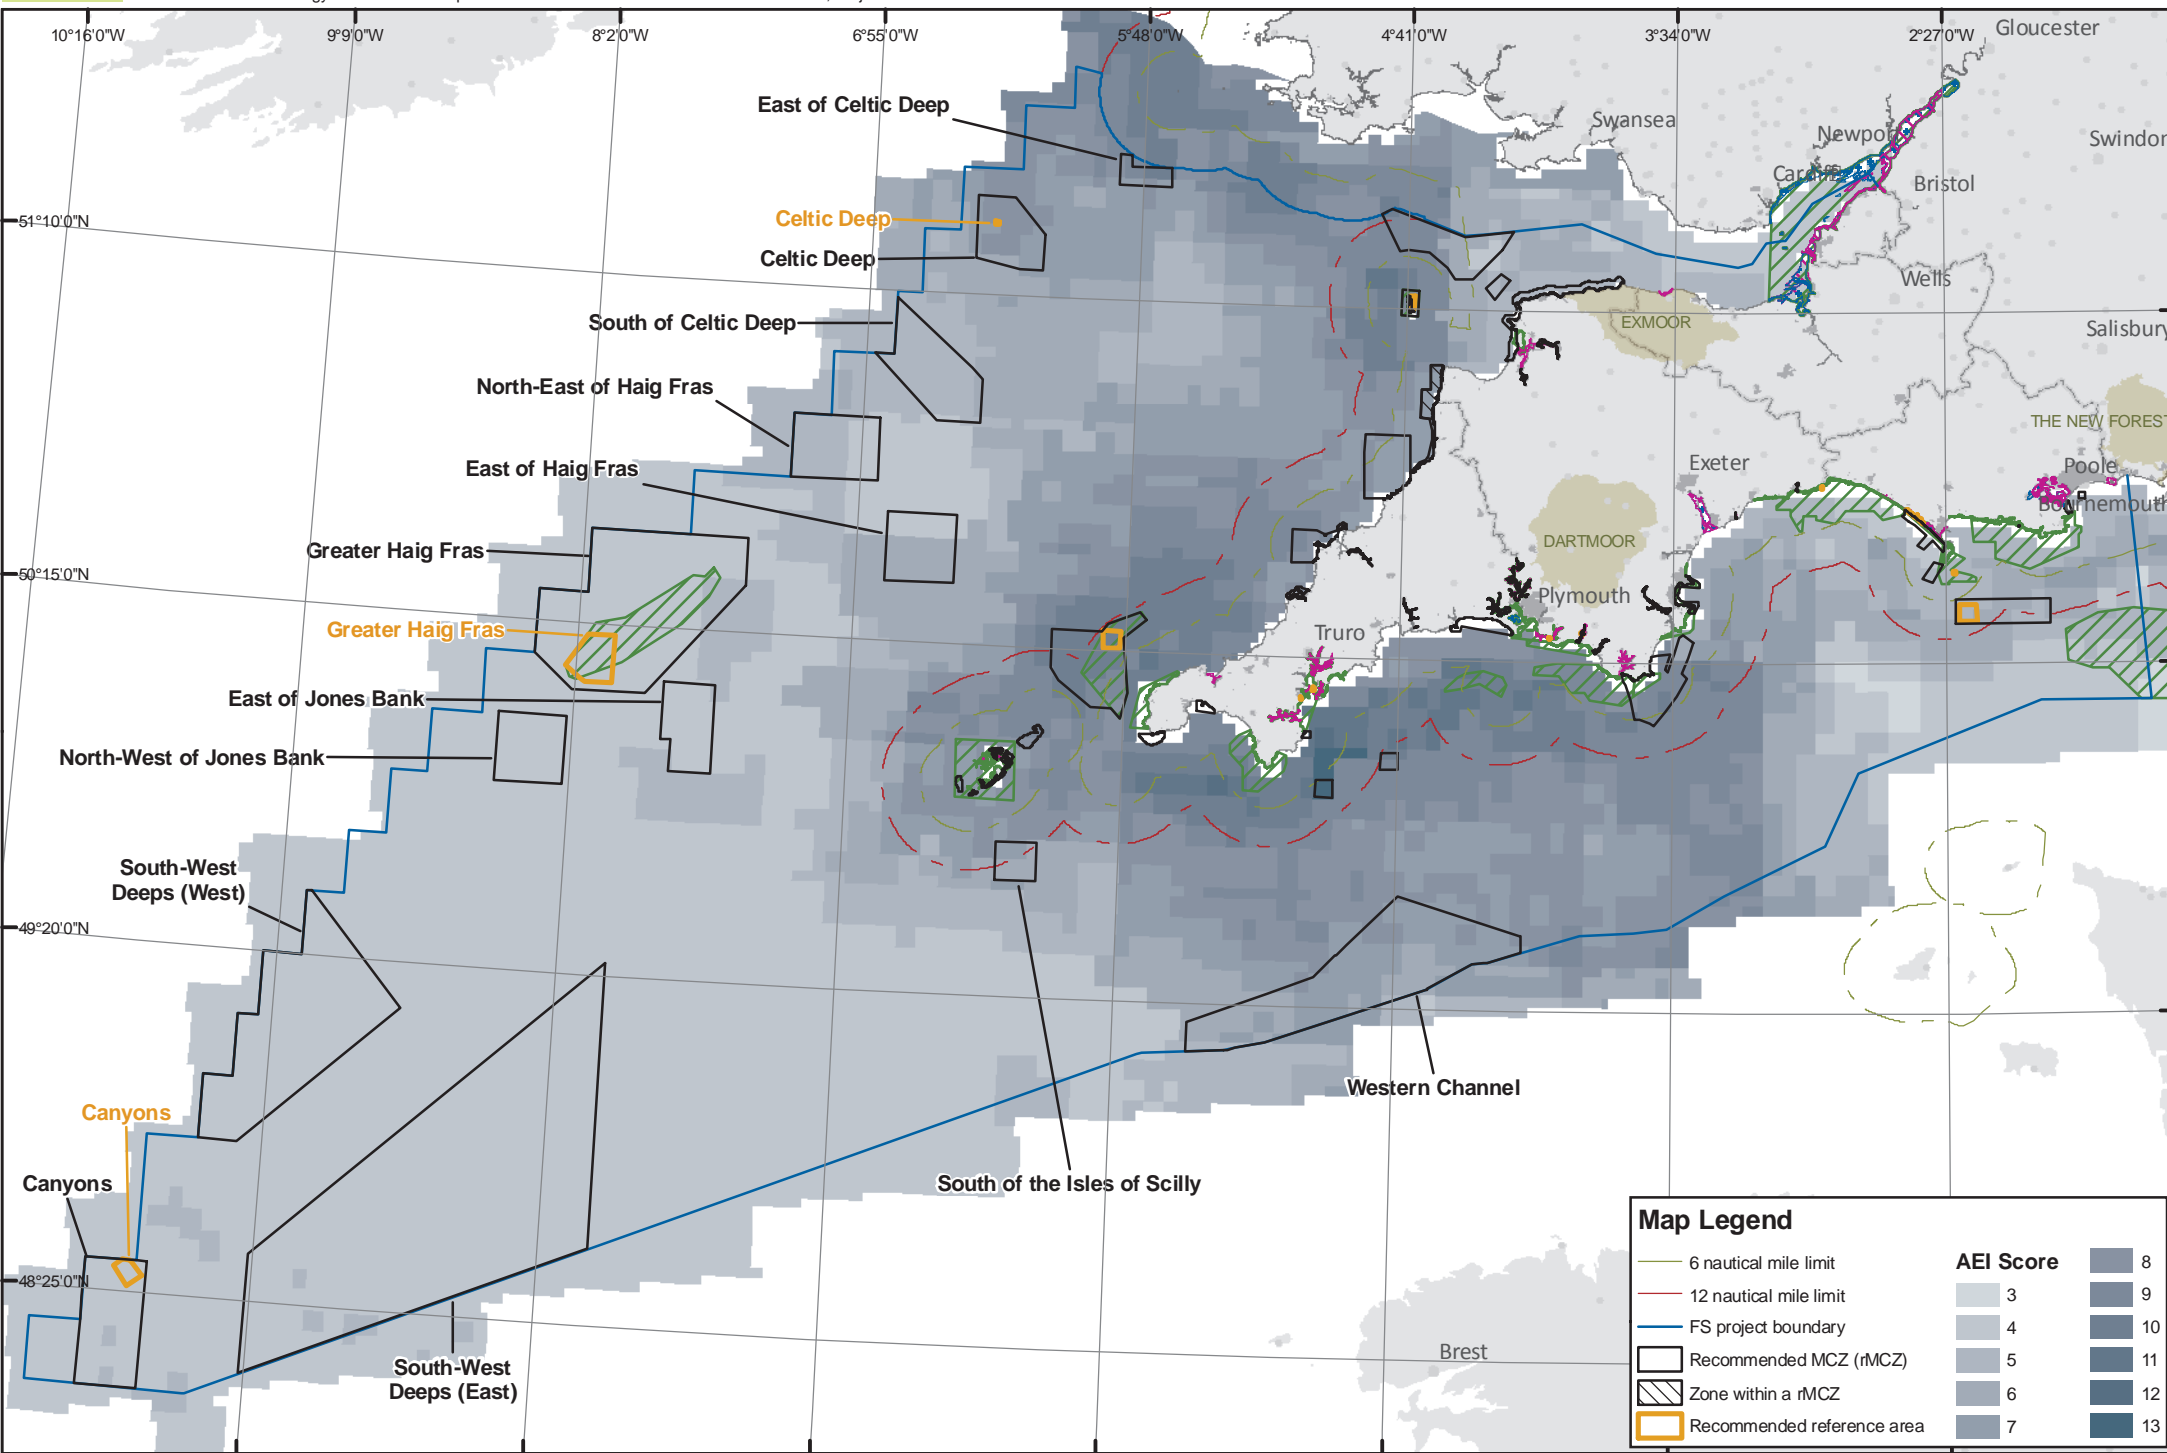 10°16'0"W
9°9'0"W
8°2'0"W
6°55'0"W
5°48'0"W
4°41'0"W
3°34'0"W
2°27'0"W
Gloucester
East of Celtic Deep
Swansea
Newport
Swindon
Cardiff
Bristol
Celtic Deep
51°10'0"N
Celtic Deep
Wells
South of Celtic Deep
EXMOOR
Salisbury
North-East of Haig Fras
THE NEW FOREST
East of Haig Fras
Exeter
Poole
Bournemouth
Greater Haig Fras
DARTMOOR
50°15'0"N
Plymouth
Greater Haig Fras
Truro
East of Jones Bank
North-West of Jones Bank
South-West
Deeps (West)
49°20'0"N
Western Channel
Canyons
Canyons
South of the Isles of Scilly
48°25'0"N
South-West
Deeps (East)
Brest
Map Legend
6 nautical mile limit
12 nautical mile limit
FS project boundary
Recommended MCZ (rMCZ)
Zone within a rMCZ
Recommended reference area
AEI Score
3
4
5
6
7
8
9
10
11
12
13